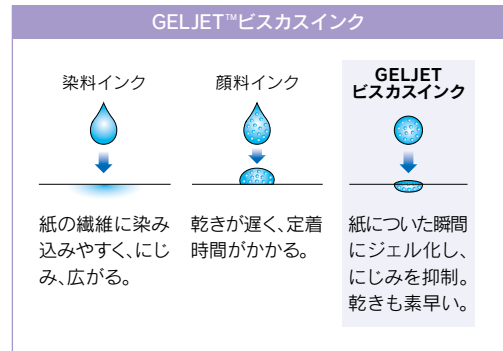 GELJET™ビスカスインク
染料インク
紙の繊維に染み
込みやすく、にじ
み、広がる。
顔料インク
乾きが遅く、定着
時間がかかる。
GELJET
ビスカスインク
紙についた瞬間
にジェル化し、
にじみを抑制。
乾きも素早い。